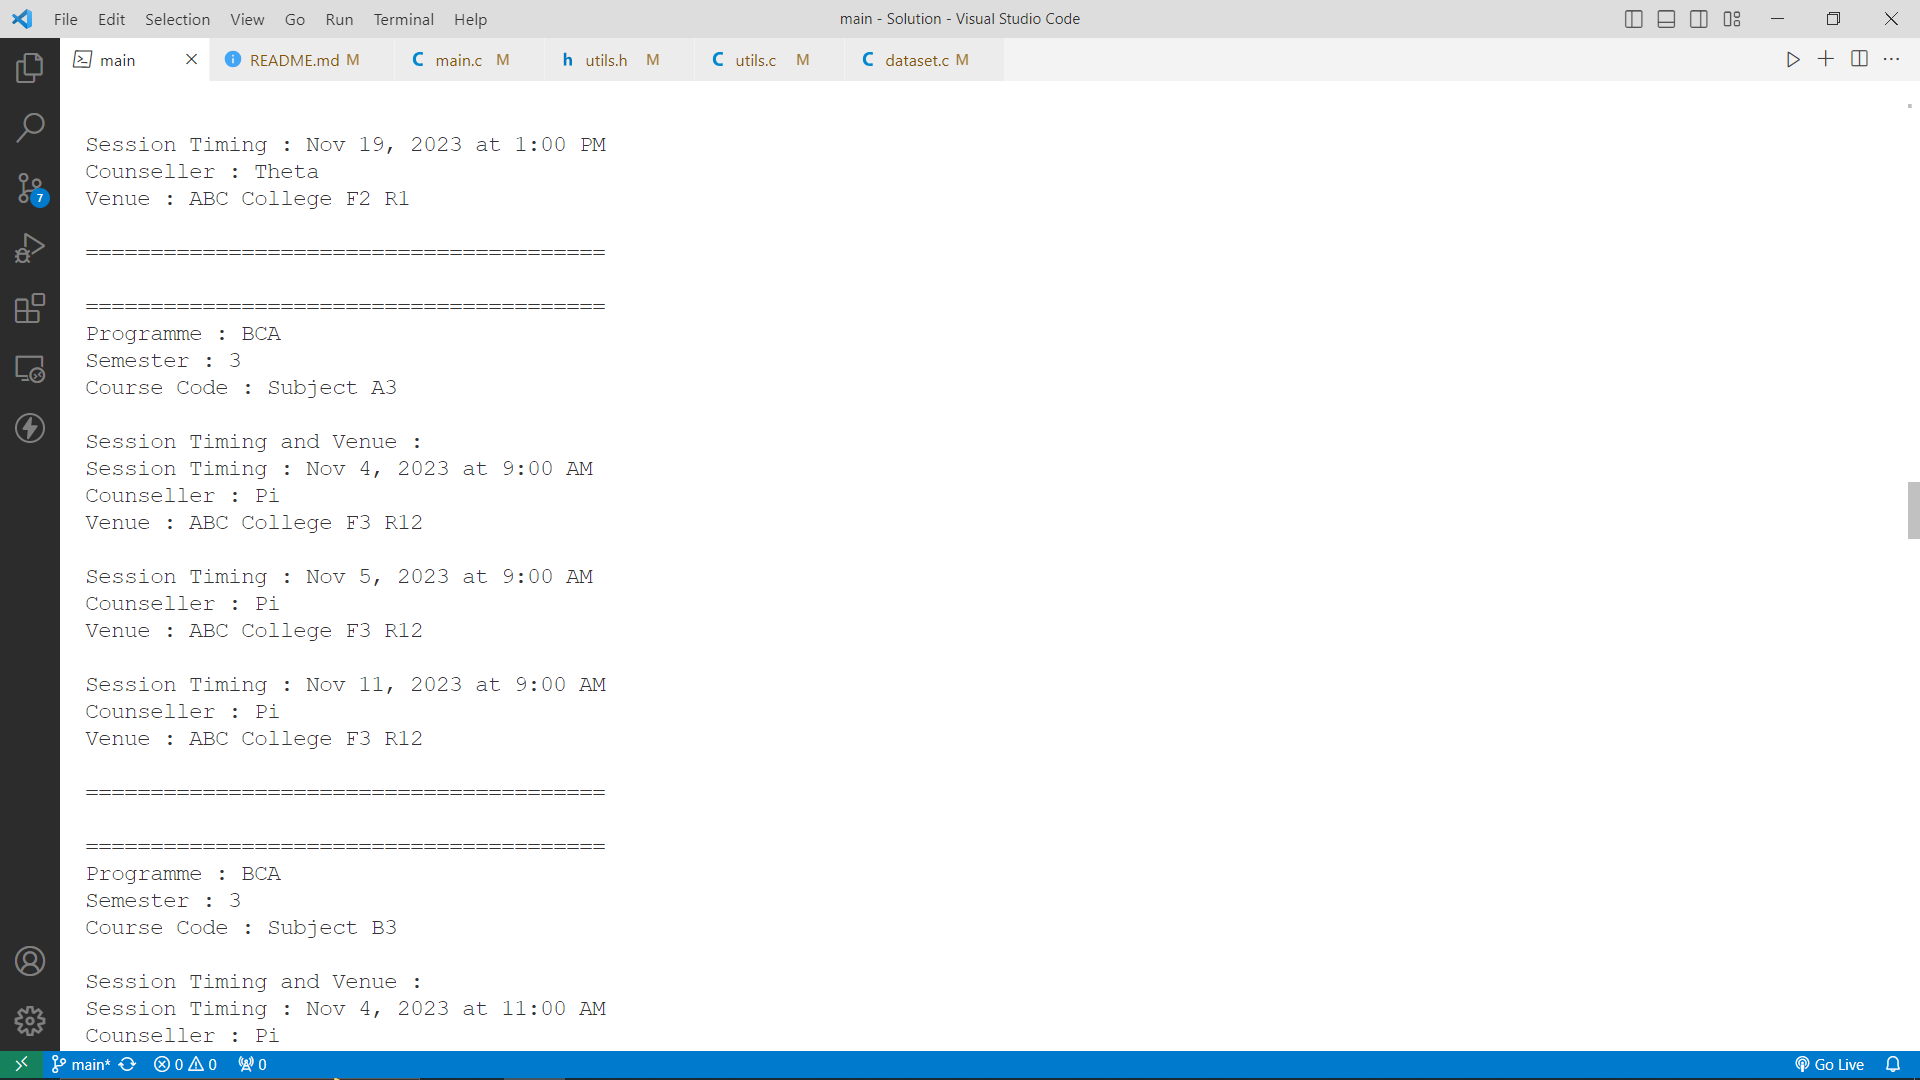 File Edit Selection View Go Run Terminal Help
main - Solution - Visual Studio Code
main
README.md M
C main.c M
h utils.h M
C utils.c M
C dataset.c M
7
Session Timing : Nov 19, 2023 at 1:00 PM
Counseller : Theta
Venue : ABC College F2 R1
========================================
========================================
Programme : BCA
Semester : 3
Course Code : Subject A3
Session Timing and Venue :
Session Timing : Nov 4, 2023 at 9:00 AM
Counseller : Pi
Venue : ABC College F3 R12
Session Timing : Nov 5, 2023 at 9:00 AM
Counseller : Pi
Venue : ABC College F3 R12
Session Timing : Nov 11, 2023 at 9:00 AM
Counseller : Pi
Venue : ABC College F3 R12
========================================
========================================
Programme : BCA
Semester : 3
Course Code : Subject B3
Session Timing and Venue :
Session Timing : Nov 4, 2023 at 11:00 AM
Counseller : Pi
main* 0 0 0
Go Live